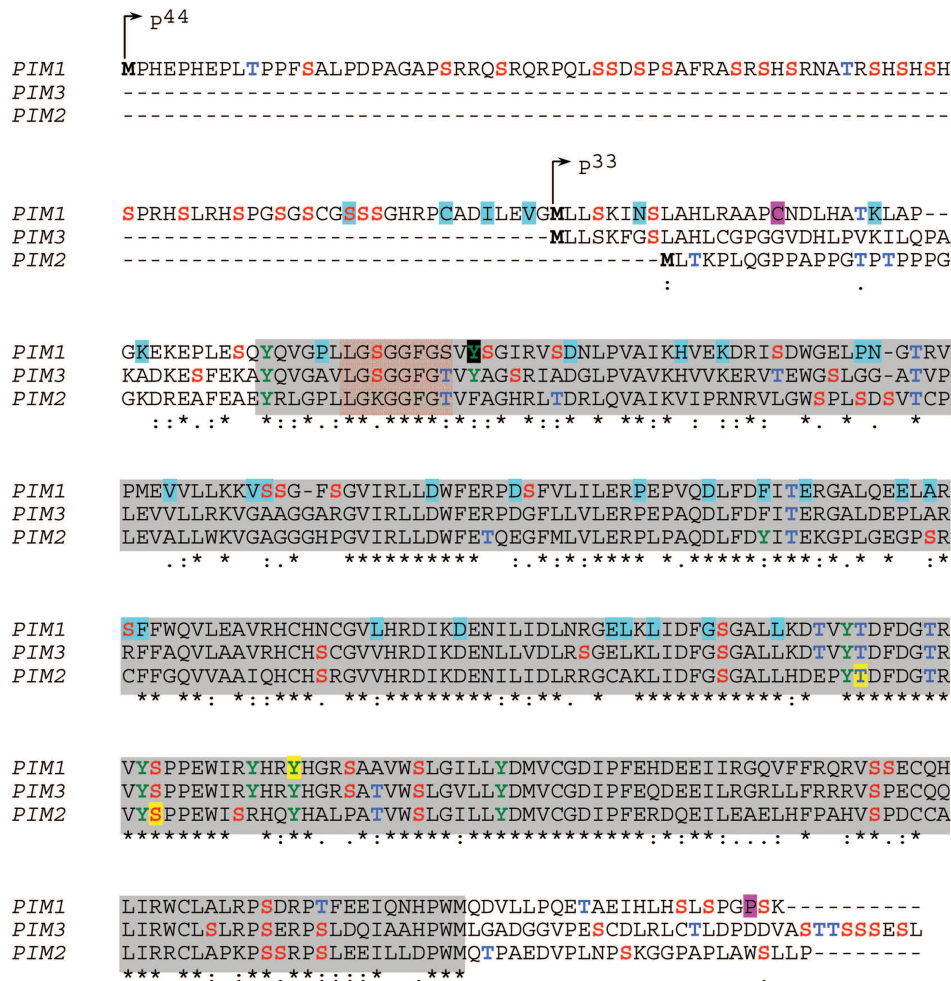 p44
PIM1 MPHEPHEPLTPPFSALPDPAGAPSRRQSRQRPQLSSDSPSAFRASRSHSRNATRSHSHSH
PIM3 ------------------------------------------------------------
PIM2 ------------------------------------------------------------
p33
PIM1 SPRHSLRHSPGSGSCGSSSGHRPCADILEVGMLLSKINSLAHLRAAPCNDLHATKLAP--
PIM3 -------------------------------MLLSKFGSLAHLCGPGGVDHLPVKILQPA
PIM2 ---------------------------------------MLTKPLQGPPAPPGTPTPPPG
: .
PIM1 GKEKEPLESQYQVGPLLGSGGFGSVYSGIRVSDNLPVAIKHVEKDRISDWGELPN-GTRV
PIM3 KADKESFEKAYQVGAVLGSGGFGTVYAGSRIADGLPVAVKHVVKERVTEWGSLGG-ATVP
PIM2 GKDREAFEAEYRLGPLLGKGGFGTVFAGHRLTDRLQVAIKVIPRNRVLGWSPLSDSVTCP
::*.:* *::*.:**.****:*::* *::* * **:* : ::*: *. * . *
PIM1 PMEVVLLKKVSSG-FSGVIRLLDWFERPDSFVLILERPEPVQDLFDFITERGALQEELAR
PIM3 LEVVLLRKVGAAGGARGVIRLLDWFERPDGFLLVLERPEPAQDLFDFITERGALDEPLAR
PIM2 LEVALLWKVGAGGGHPGVIRLLDWFETQEGFMLVLERPLPAQDLFDYITEKGPLGEGPSR
.:* :. ********* :.*:*:**** *.*****:***:*.* * :*
PIM1 SFFWQVLEAVRHCHNCGVLHRDIKDENILIDLNRGELKLIDFGSGALLKDTVYTDFDGTR
PIM3 RFFAQVLAAVRHCHSCGVVHRDIKDENLLVDLRSGELKLIDFGSGALLKDTVYTDFDGTR
PIM2 CFFGQVVAAIQHCHSRGVVHRDIKDENILIDLRRGCAKLIDFGSGALLHDEPYTDFDGTR
** **: *::***. **:********:*:**. * ***********:* ********
PIM1 VYSPPEWIRYHRYHGRSAAVWSLGILLYDMVCGDIPFEHDEEIIRGQVFFRQRVSSECQH
PIM3 VYSPPEWIRYHRYHGRSATVWSLGVLLYDMVCGDIPFEQDEEILRGRLLFRRRVSPECQQ
PIM2 VYSPPEWISRHQYHALPATVWSLGILLYDMVCGDIPFERDQEILEAELHFPAHVSPDCCA
******** *:**. .*:*****:*************:*:**:....: * :**.:*
PIM1 LIRWCLALRPSDRPTFEEIQNHPWMQDVLLPQETAEIHLHSLSPGPSK---------
PIM3 LIRWCLSLRPSERPSLDQIAAHPWMLGADGGVPESCDLRLCTLDPDDVASTTSSSESL
PIM2 LIRRCLAPKPSSRPSLEEILLDPWMQTPAEDVPLNPSKGGPAPLAWSLLP--------
*** **: :**.**:::* .*** .